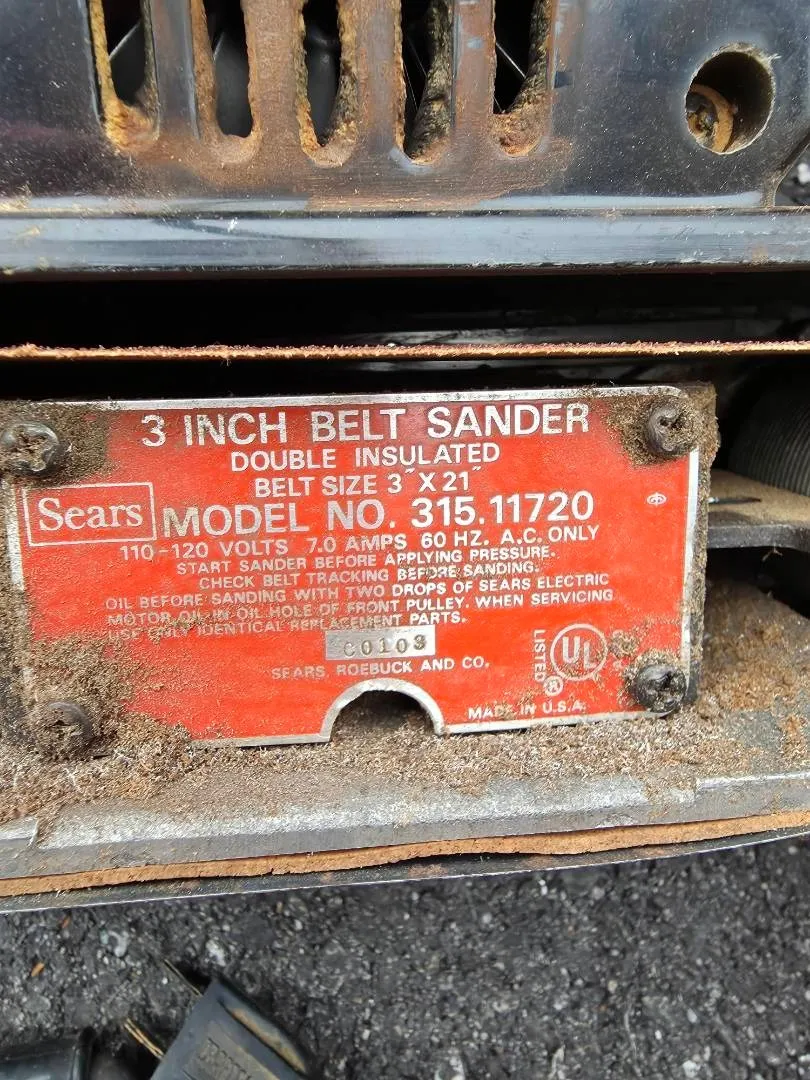 3 INCH BELT SANDER
DOUBLE INSULATED
BELT SIZE 3" X 21"
Sears
MODEL NO. 315.11720
110-120 VOLTS 7.0 AMPS 60 HZ. A.C. ONLY
START SANDER BEFORE APPLYING PRESSURE.
CHECK BELT TRACKING BEFORE SANDING.
OIL BEFORE SANDING WITH TWO DROPS OF SEARS ELECTRIC
MOTOR OIL IN OIL HOLE OF FRONT PULLEY. WHEN SERVICING
USE ONLY IDENTICAL REPLACEMENT PARTS.
C0103
SEARS, ROEBUCK AND CO.
LISTED
UL
®
MADE IN U.S.A.